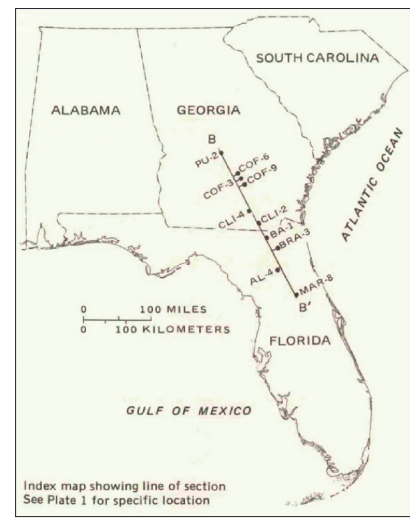 SOUTH CAROLINA
ALABAMA
GEORGIA
B
PU-2
COF-6
COF-3
COF-9
ATLANTIC OCEAN
CLI-4
CLI-2
BA-1
BRA-3
AL-4
MAR-8
B'
0 100 MILES
0 100 KILOMETERS
FLORIDA
GULF OF MEXICO
Index map showing line of section
See Plate 1 for specific location